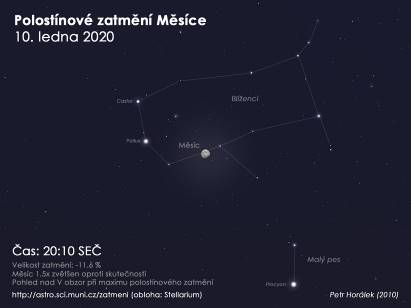 Polostínové zatmění Měsíce
10. ledna 2020
Castor
Blíženci
Pollux
Měsíc
Čas: 20:10 SEČ
Velikost zatmění: -11.6 %
Měsíc 1.5x zvětšen oproti skutečnosti
Pohled nad V obzor při maximu polostínového zatmění
http://astro.sci.muni.cz/zatmeni (obloha: Stellarium)
Malý pes
Procyon
Petr Horálek (2010)